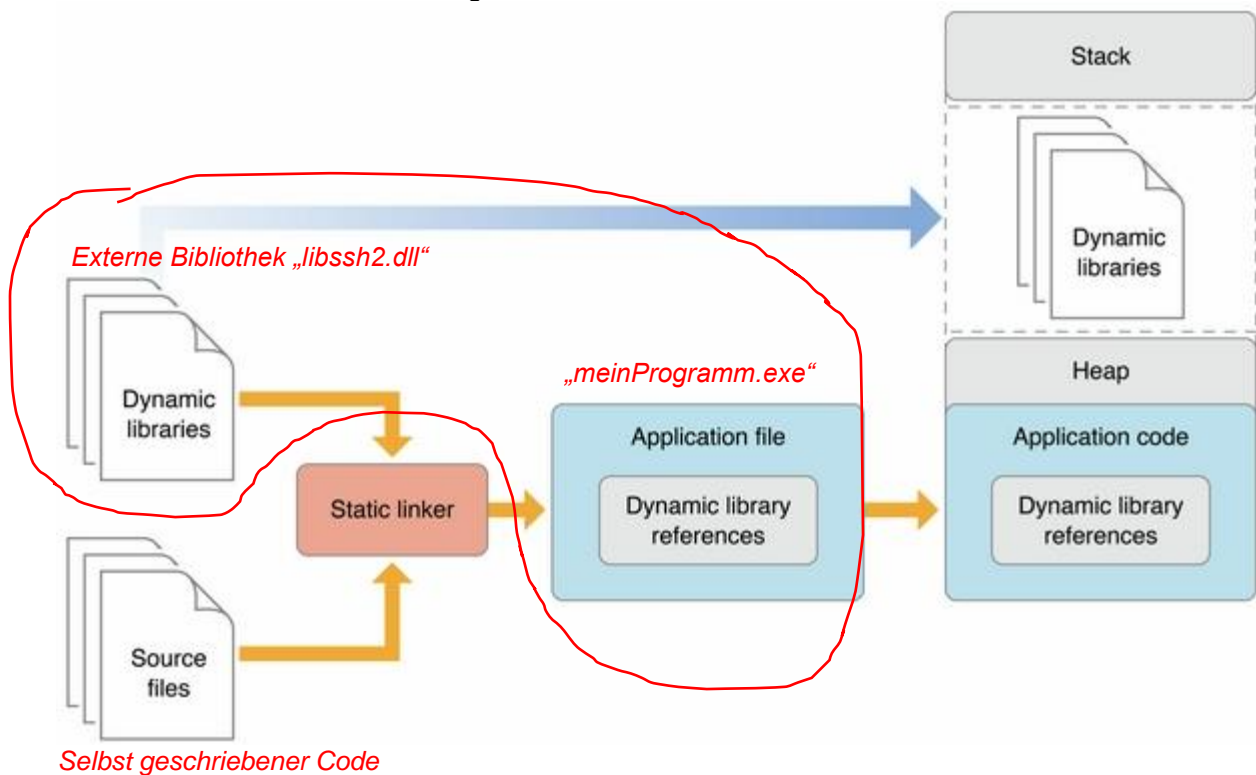 Stack
Dynamic
libraries
Externe Bibliothek „libssh2.dll“
Dynamic
libraries
„meinProgramm.exe“
Heap
Static linker
Application file
Dynamic library
references
Application code
Dynamic library
references
Source
files
Selbst geschriebener Code